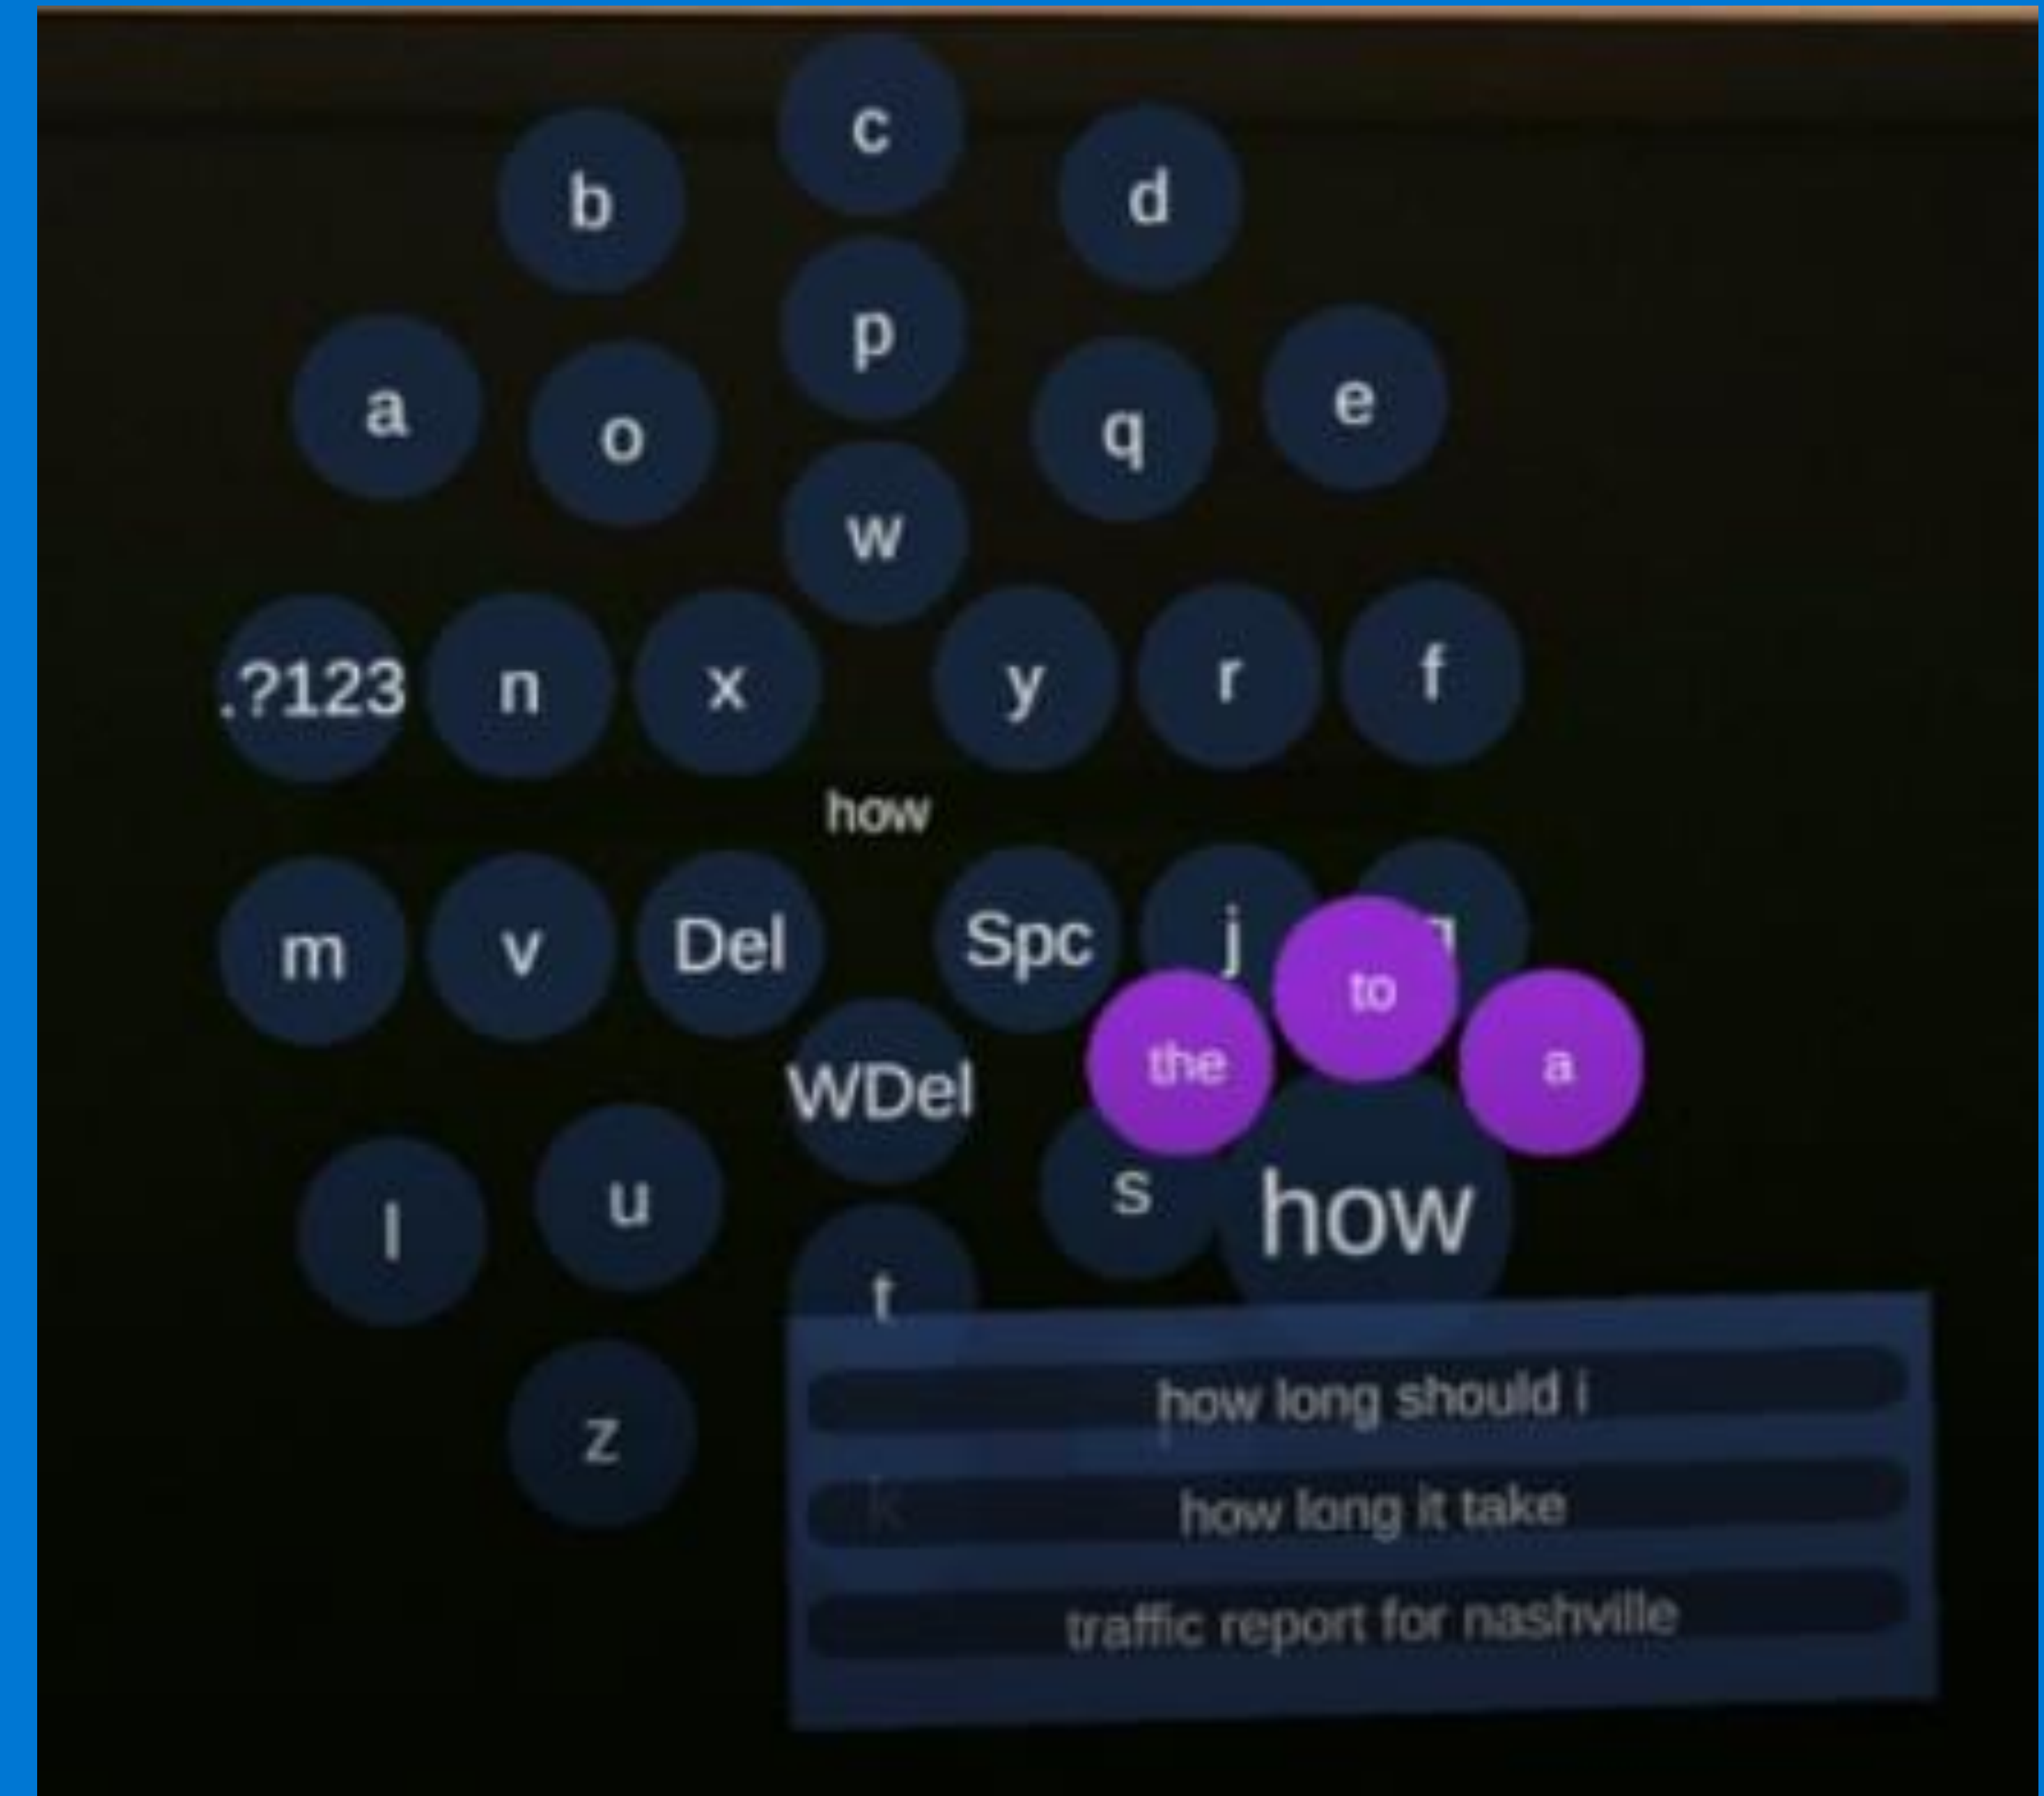 c
b
d
p
a
o
q
e
w
.?123
n
x
y
r
f
how
m
v
Del
Spc
j
to
the
a
WDel
l
u
s
how
t
how long should i
z
how long it take
k
traffic report for nashville